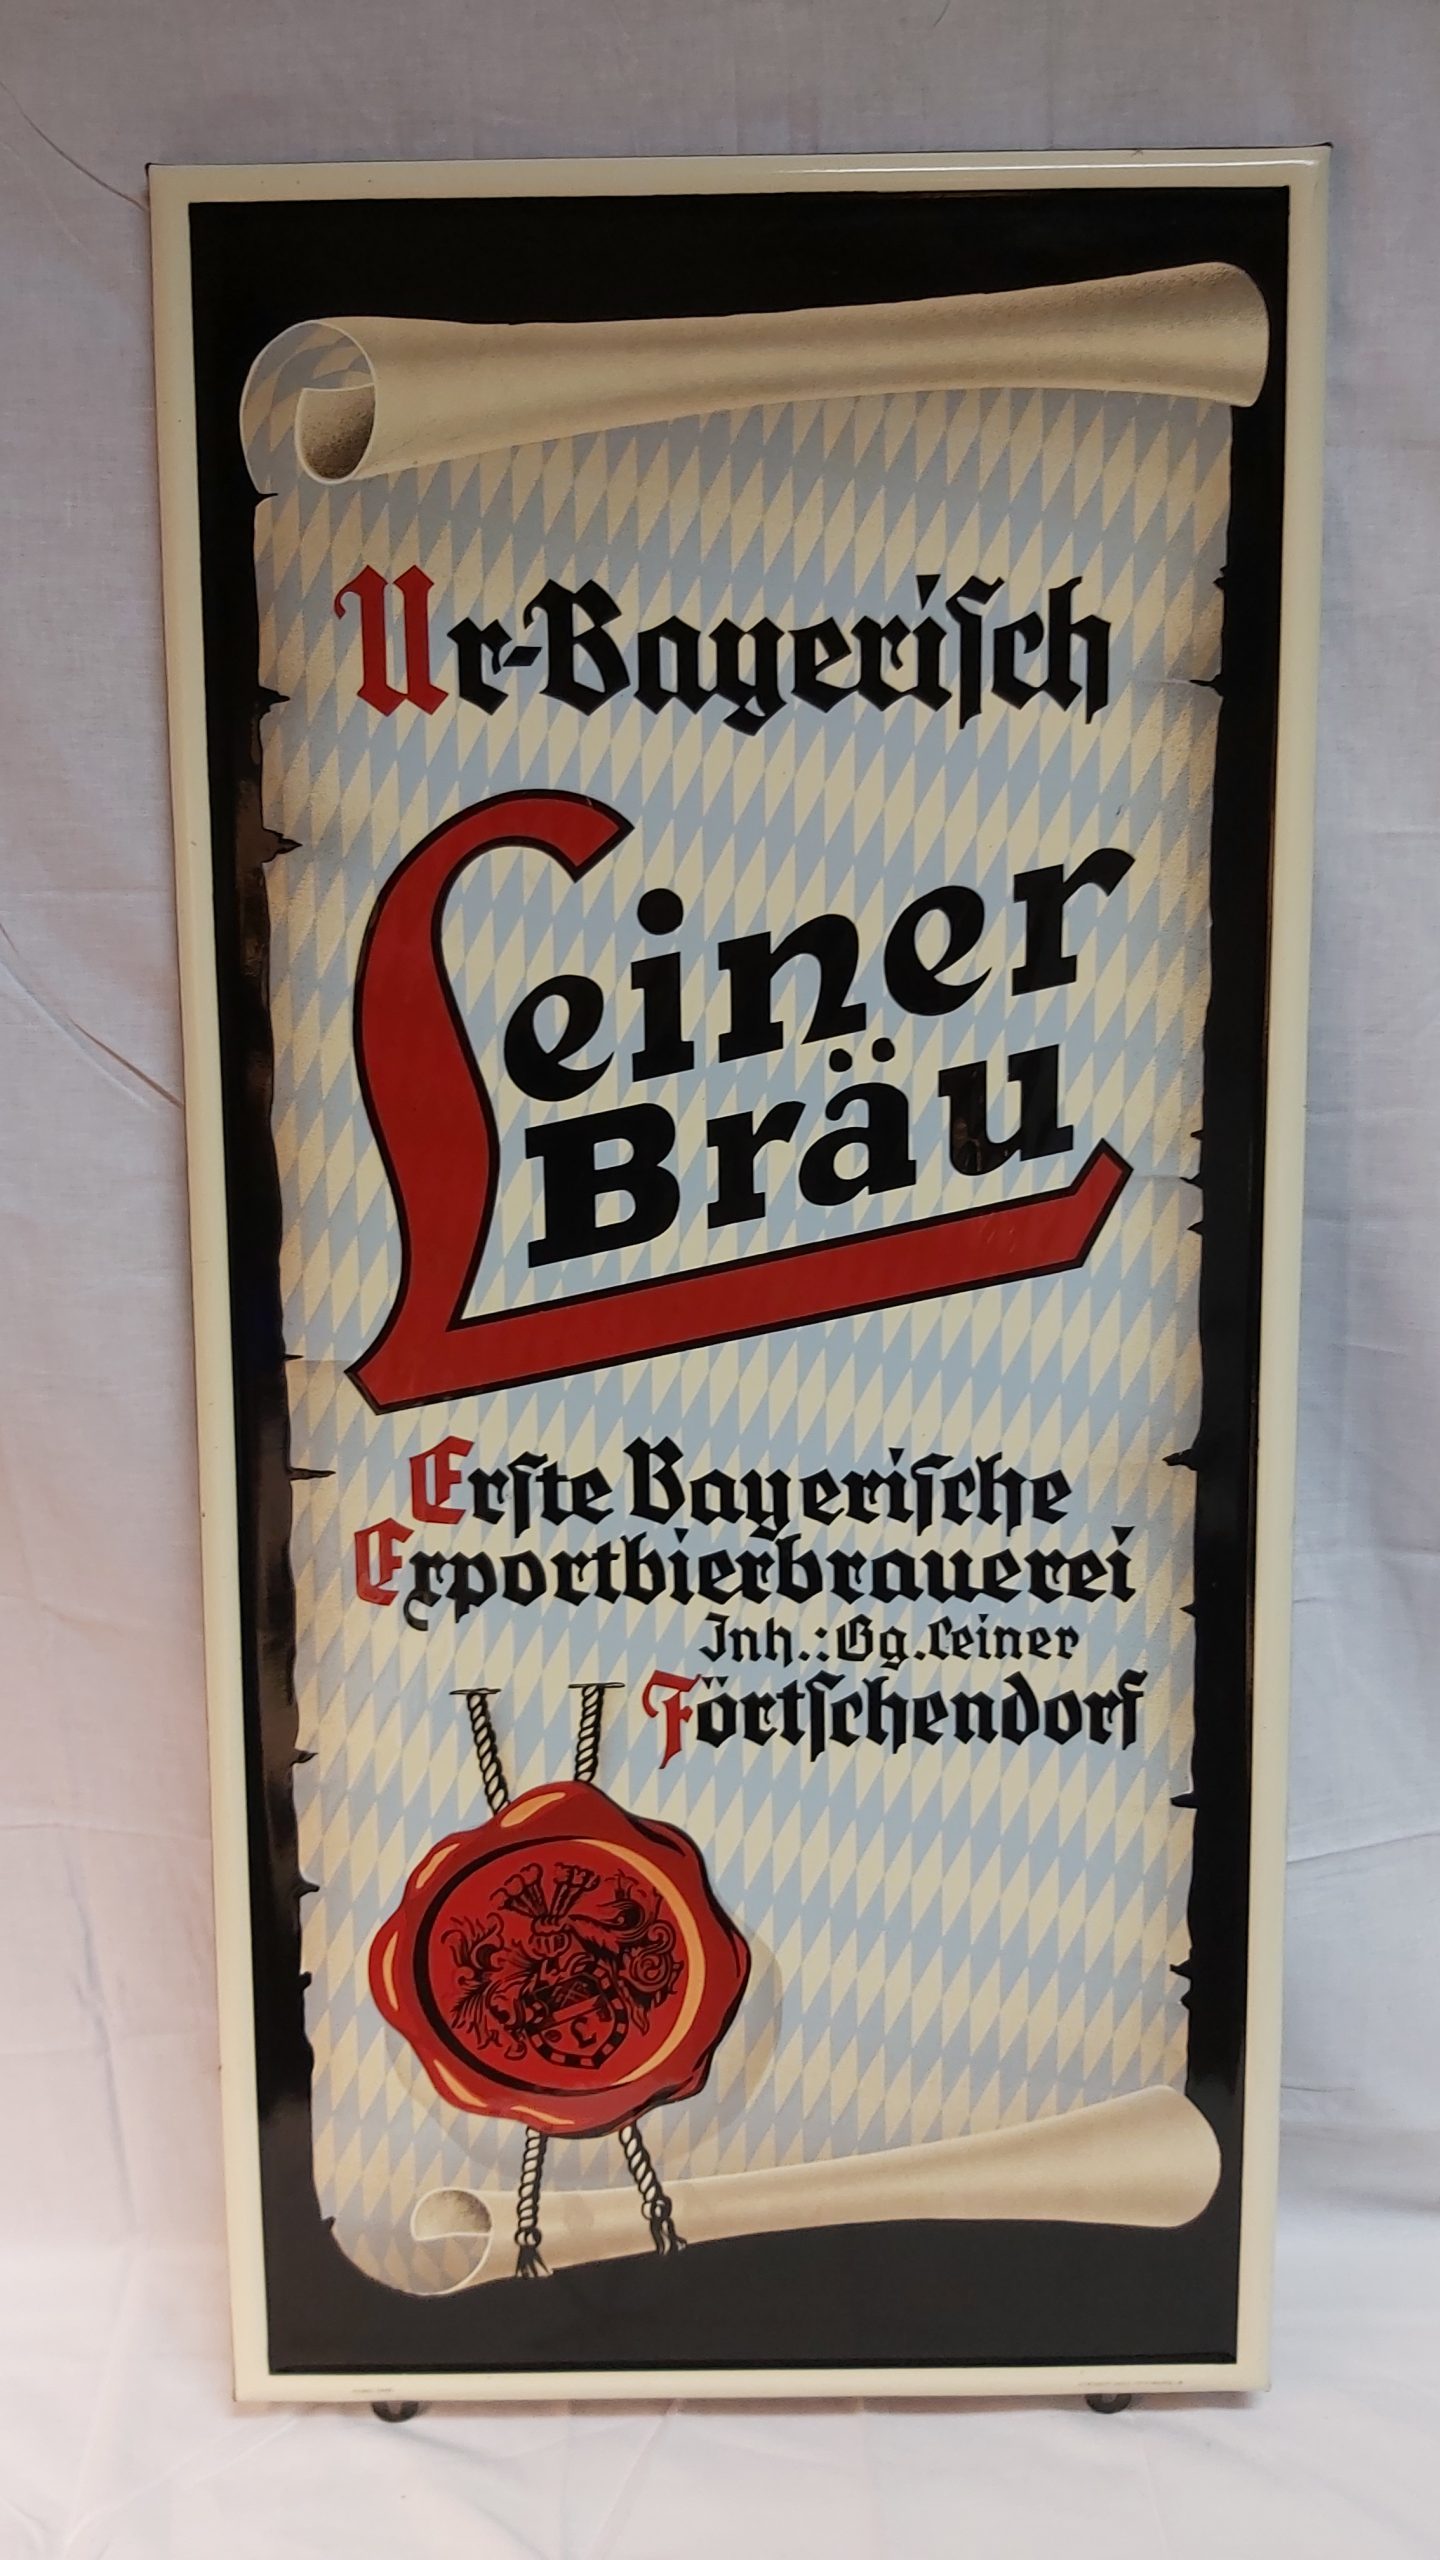 Ur-Bayerisch
Leiner
Bräu
Erste Bayerische
Exportbierbrauerei
Inh.: Gg. Leiner
Förtschendorf
L